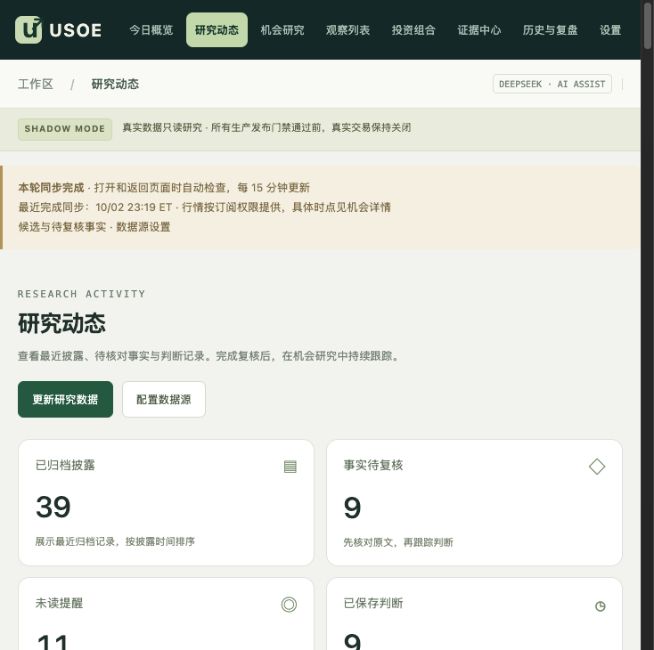 USOE 今日概览 研究动态 机会研究 观察列表 投资组合 证据中心 历史与复盘 设置
工作区 / 研究动态 DEEPSEEK · AI ASSIST
SHADOW MODE 真实数据只读研究 · 所有生产发布门禁通过前，真实交易保持关闭
本轮同步完成 · 打开和返回页面时自动检查，每 15 分钟更新
最近完成同步：10/02 23:19 ET · 行情按订阅权限提供，具体时点见机会详情
候选与待复核事实 · 数据源设置
RESEARCH ACTIVITY
研究动态
查看最近披露、待核对事实与判断记录。完成复核后，在机会研究中持续跟踪。
更新研究数据 配置数据源
已归档披露
39
展示最近归档记录，按披露时间排序
事实待复核
9
先核对原文，再跟踪判断
未读提醒
11
已保存判断
9